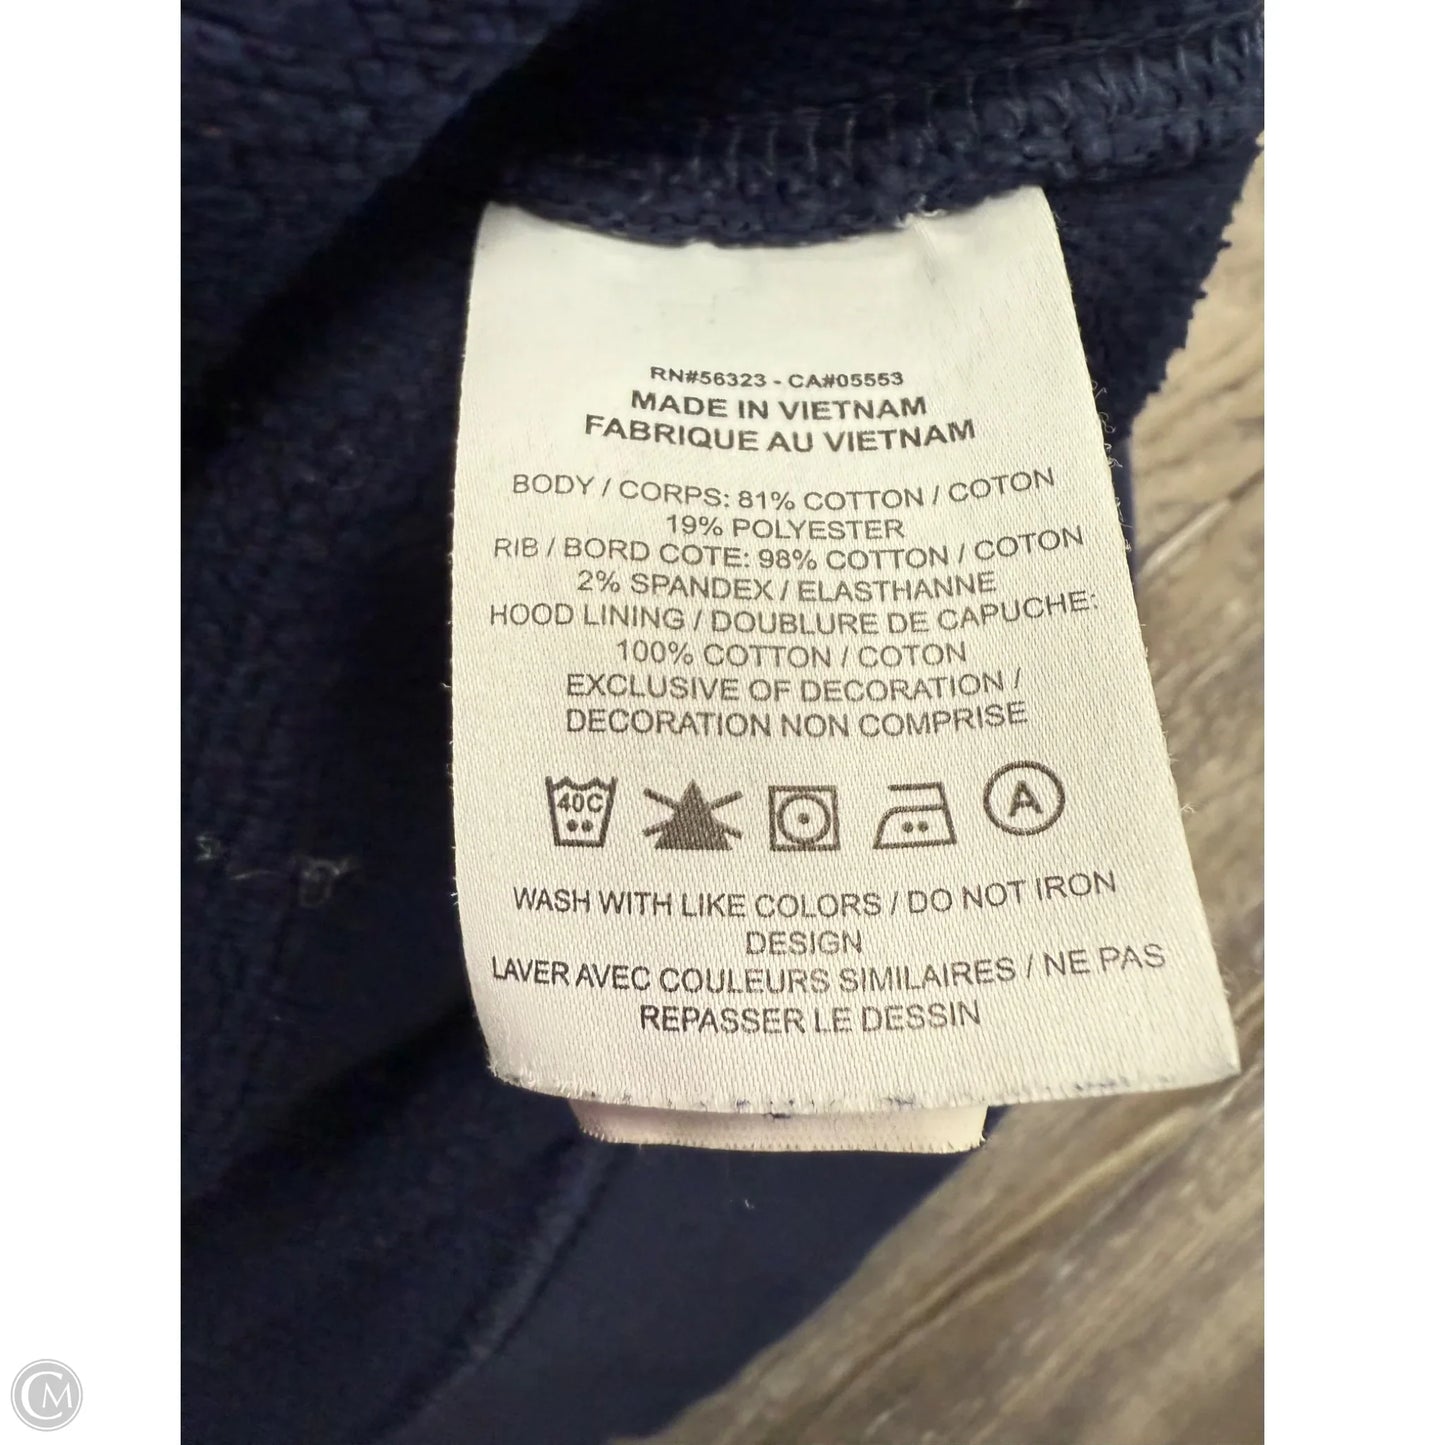 RN#56323 - CA#05553
MADE IN VIETNAM
FABRIQUE AU VIETNAM
BODY / CORPS: 81% COTTON / COTON
19% POLYESTER
RIB / BORD COTE: 98% COTTON / COTON
2% SPANDEX / ELASTHANNE
HOOD LINING / DOUBLURE DE CAPUCHE:
100% COTTON / COTON
EXCLUSIVE OF DECORATION /
DECORATION NON COMPRISE
40C A
WASH WITH LIKE COLORS / DO NOT IRON
DESIGN
LAVER AVEC COULEURS SIMILAIRES / NE PAS
REPASSER LE DESSIN
CM